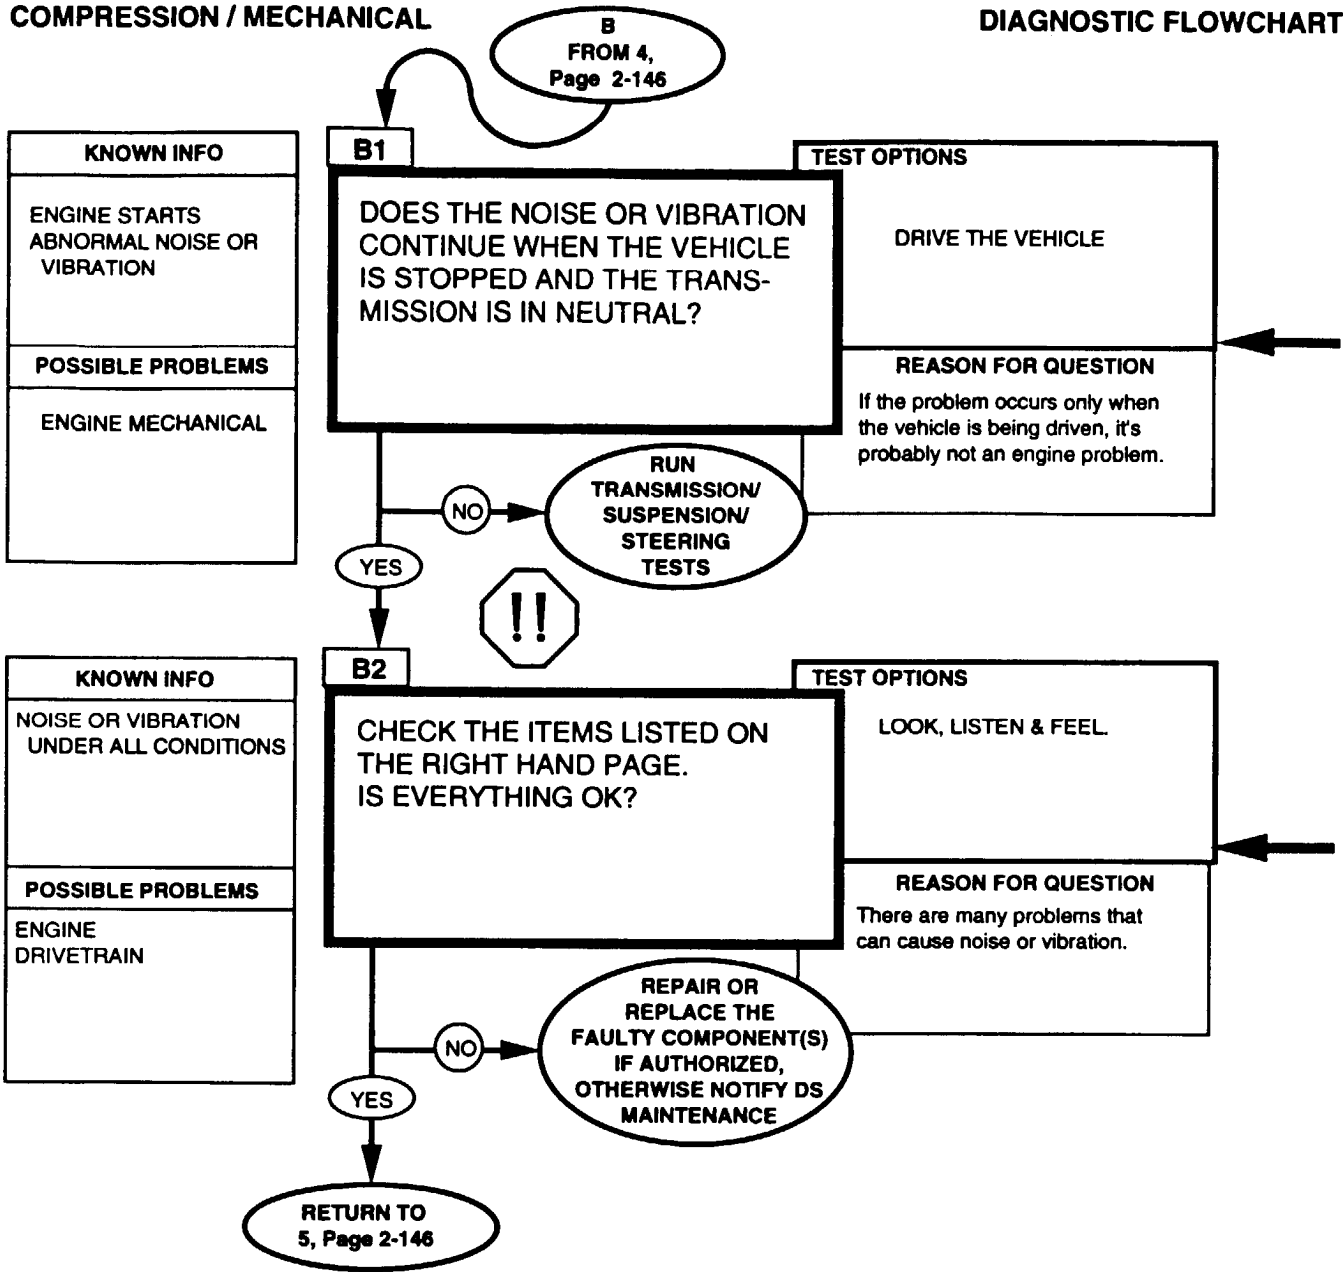 COMPRESSION / MECHANICAL
DIAGNOSTIC FLOWCHART
B
FROM 4,
Page 2-146
KNOWN INFO
ENGINE STARTS
ABNORMAL NOISE OR
VIBRATION
POSSIBLE PROBLEMS
ENGINE MECHANICAL
B1
DOES THE NOISE OR VIBRATION
CONTINUE WHEN THE VEHICLE
IS STOPPED AND THE TRANS-
MISSION IS IN NEUTRAL?
TEST OPTIONS
DRIVE THE VEHICLE
REASON FOR QUESTION
If the problem occurs only when
the vehicle is being driven, it's
probably not an engine problem.
NO
RUN
TRANSMISSION/
SUSPENSION/
STEERING
TESTS
YES
!!
KNOWN INFO
NOISE OR VIBRATION
UNDER ALL CONDITIONS
POSSIBLE PROBLEMS
ENGINE
DRIVETRAIN
B2
CHECK THE ITEMS LISTED ON
THE RIGHT HAND PAGE.
IS EVERYTHING OK?
TEST OPTIONS
LOOK, LISTEN & FEEL.
REASON FOR QUESTION
There are many problems that
can cause noise or vibration.
NO
REPAIR OR
REPLACE THE
FAULTY COMPONENT(S)
IF AUTHORIZED,
OTHERWISE NOTIFY DS
MAINTENANCE
YES
RETURN TO
5, Page 2-146